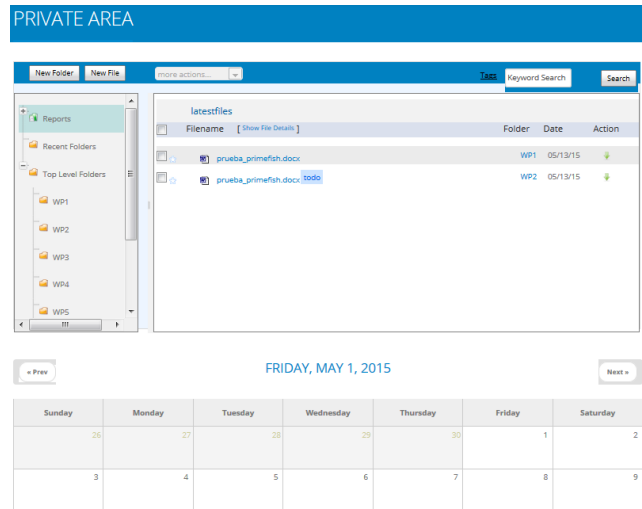 PRIVATE AREA
New Folder New File more actions... Tags Keyword Search Search
Reports
Recent Folders
Top Level Folders
WP1
WP2
WP3
WP4
WP5
latestfiles
Filename [ Show File Details ] Folder Date Action
prueba_primefish.docx WP1 05/13/15
prueba_primefish.docx todo WP2 05/13/15
« Prev FRIDAY, MAY 1, 2015 Next »
Sunday Monday Tuesday Wednesday Thursday Friday Saturday
26 27 28 29 30 1 2
3 4 5 6 7 8 9